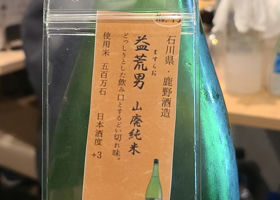 石川県・鹿野酒造
ますらお
益荒男 山廃純米
どっしりとした飲み口とするどい切れ味。
使用米 五百万石
日本酒度 +3